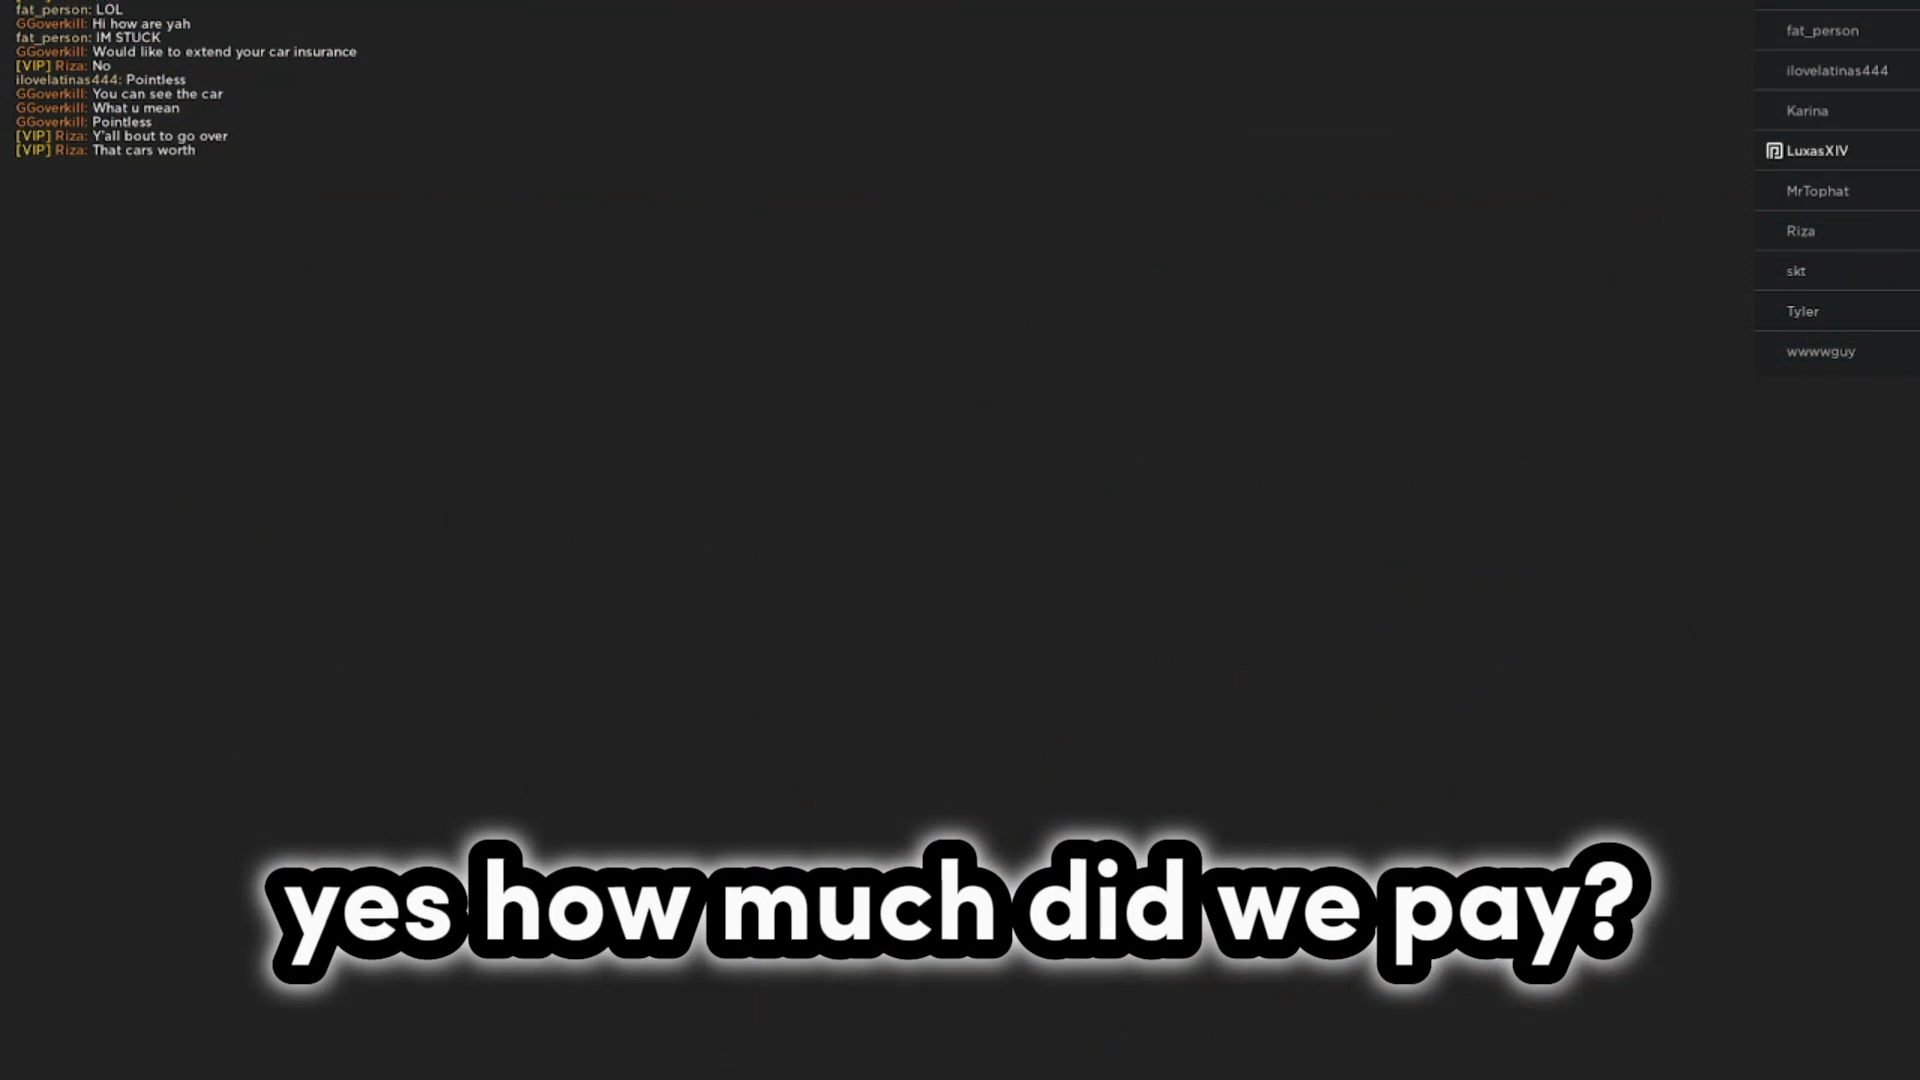 fat_person: LOL
GGoverkill: Hi how are yah
fat_person: IM STUCK
GGoverkill: Would like to extend your car insurance
[VIP] Riza: No
ilovelatinas444: Pointless
GGoverkill: You can see the car
GGoverkill: What u mean
GGoverkill: Pointless
[VIP] Riza: Y'all bout to go over
[VIP] Riza: That cars worth
fat_person
ilovelatinas444
Karina
LuxasXIV
MrTophat
Riza
skt
Tyler
wwwwguy
yes how much did we pay?